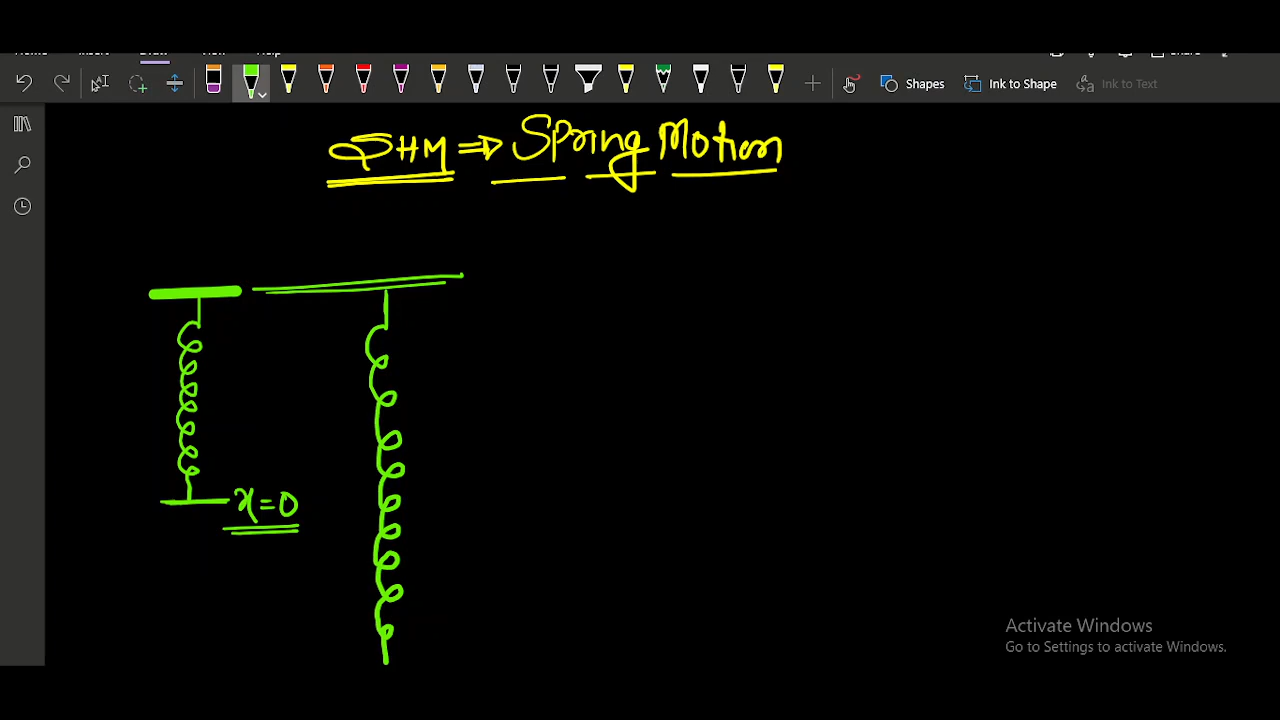 Shapes Ink to Shape Ink to Text
SHM ⇒ Spring Motion
x=0
Activate Windows
Go to Settings to activate Windows.